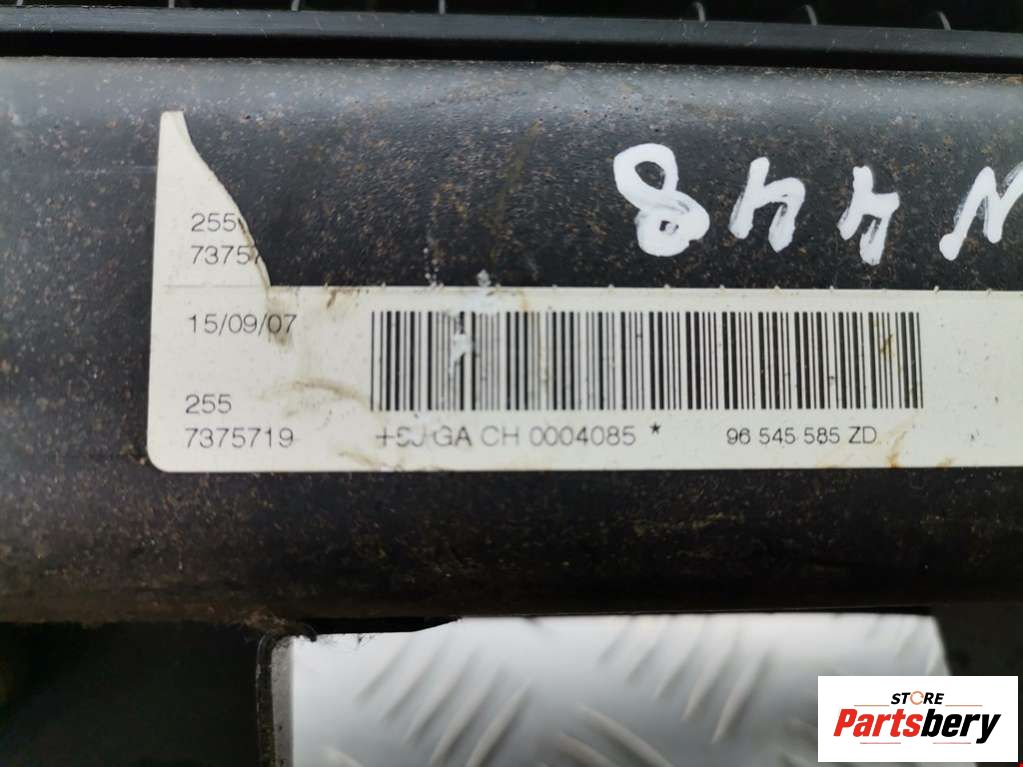 255
7375
15/09/07
255
7375719
GA CH 0004085 *
96 545 585 ZD
STORE
Partsbery